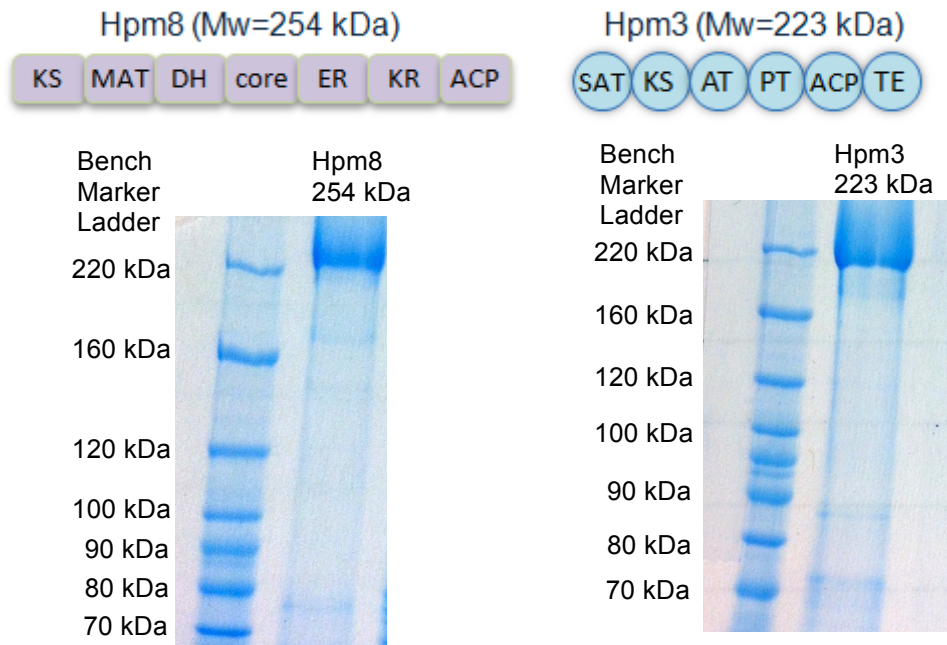 Hpm8 (Mw=254 kDa)
KS MAT DH core ER KR ACP
Bench
Marker
Ladder
Hpm8
254 kDa
220 kDa
160 kDa
120 kDa
100 kDa
90 kDa
80 kDa
70 kDa
Hpm3 (Mw=223 kDa)
SAT KS AT PT ACP TE
Bench
Marker
Ladder
Hpm3
223 kDa
220 kDa
160 kDa
120 kDa
100 kDa
90 kDa
80 kDa
70 kDa